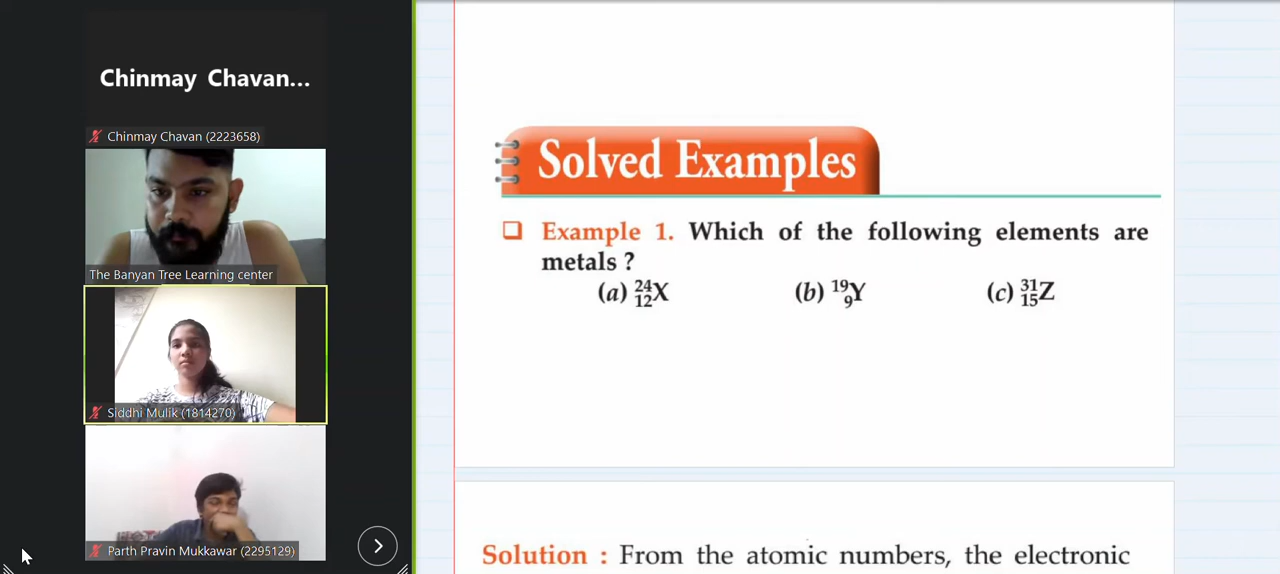 Chinmay Chavan...
Chinmay Chavan (2223658)
The Banyan Tree Learning center
Siddhi Mulik (1814270)
Parth Pravin Mukkawar (2295129)
Solved Examples
Example 1. Which of the following elements are
metals ?
(a) ²⁴₁₂X (b) ¹⁹₉Y (c) ³¹₁₅Z
Solution : From the atomic numbers, the electronic